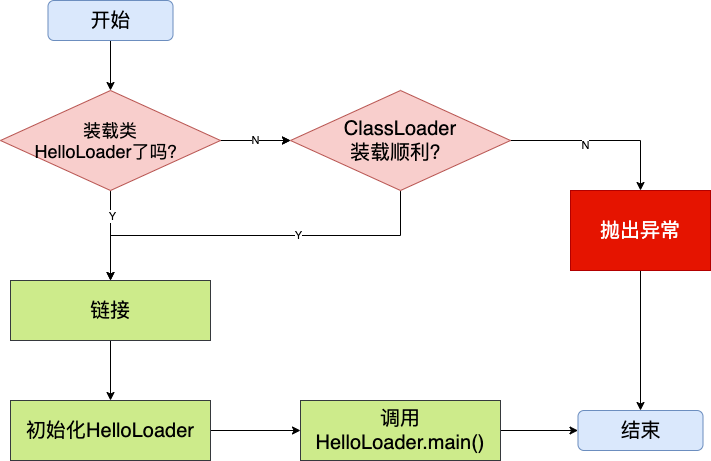 开始
装载类
HelloLoader了吗?
N
ClassLoader
装载顺利?
N
Y
Y
抛出异常
链接
初始化HelloLoader
调用
HelloLoader.main()
结束